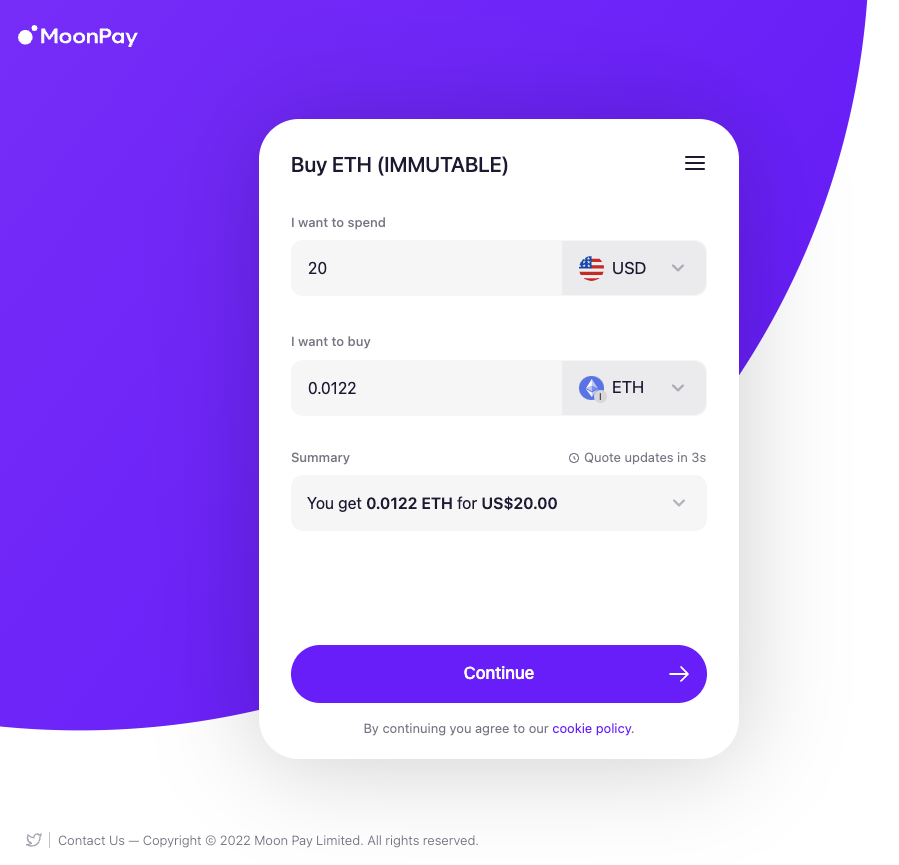 MoonPay
Buy ETH (IMMUTABLE)
I want to spend
20 USD
I want to buy
0.0122 ETH
I
Summary Quote updates in 3s
You get 0.0122 ETH for US$20.00
Continue
By continuing you agree to our cookie policy.
Contact Us — Copyright © 2022 Moon Pay Limited. All rights reserved.